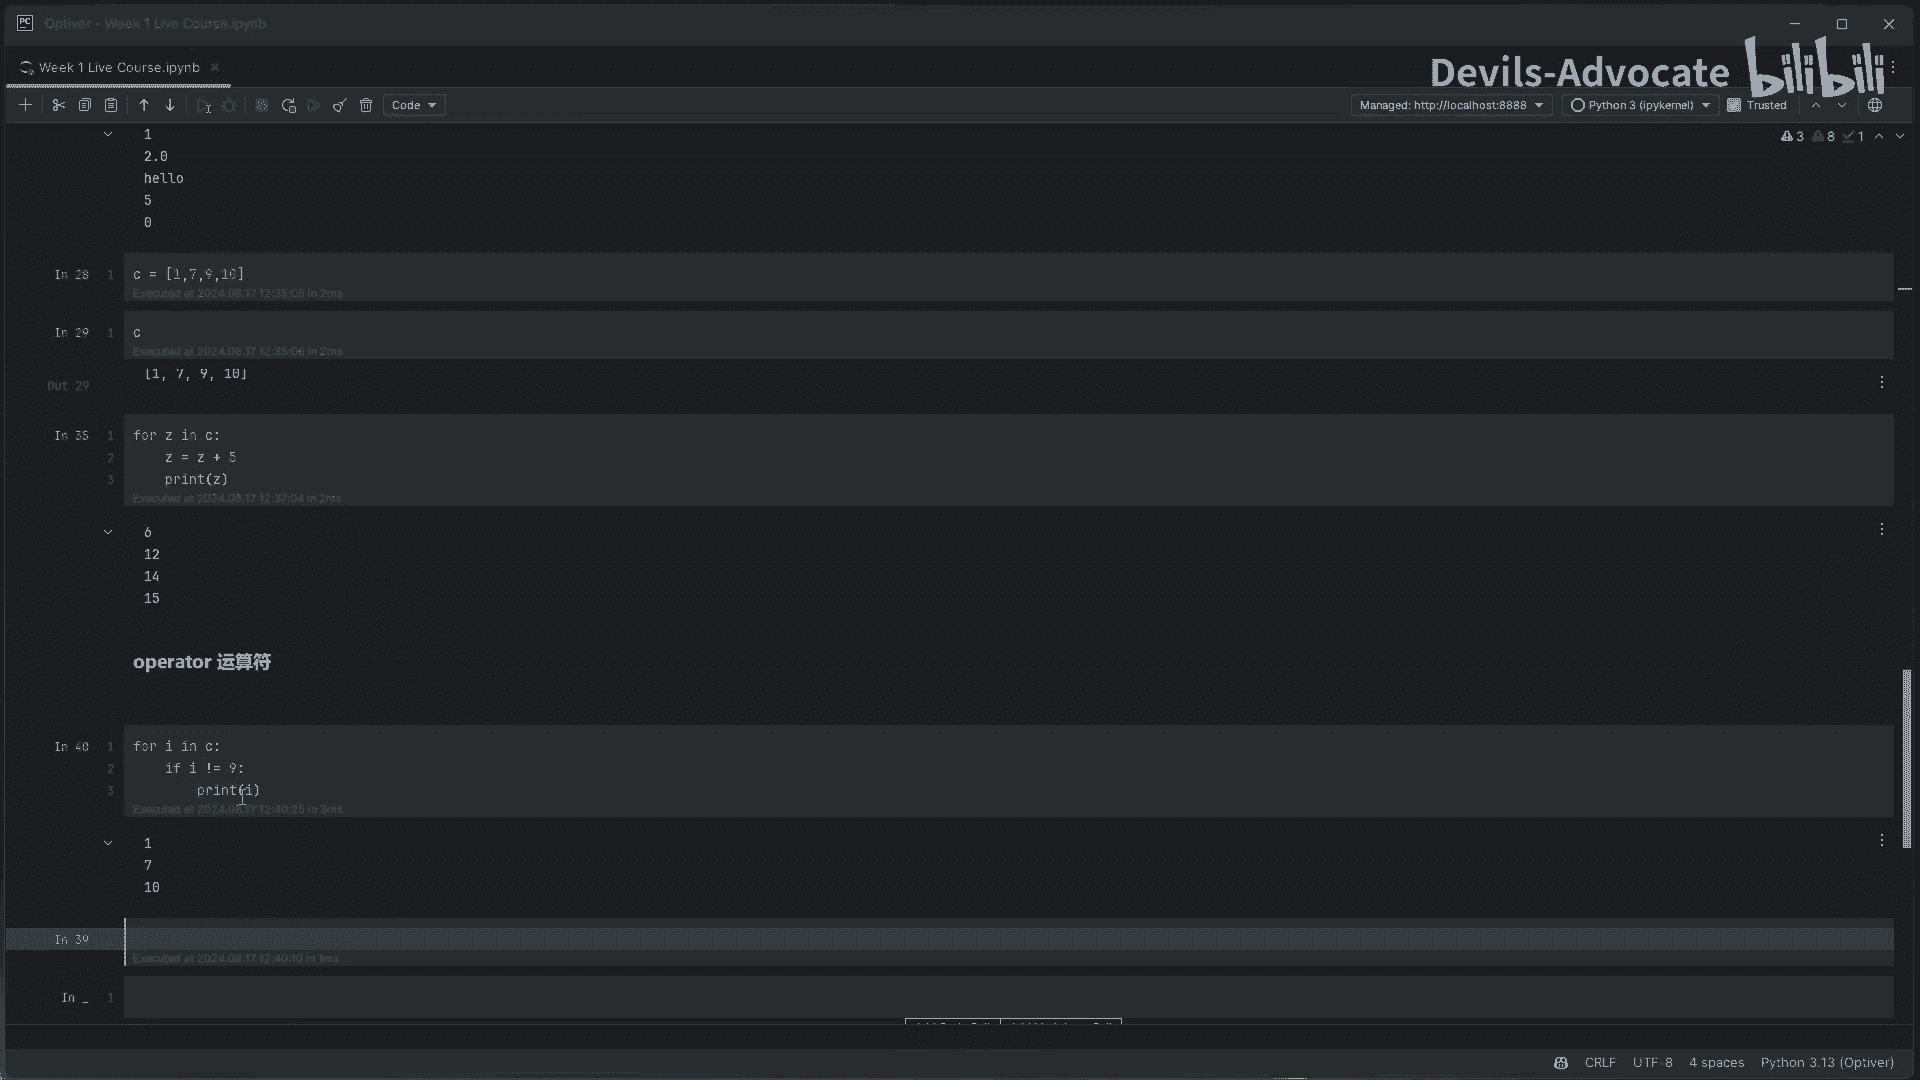 Optiver - Week 1 Live Course.ipynb
Week 1 Live Course.ipynb
Devils-Advocate bilibili
Code
Managed: http://localhost:8888
Python 3 (ipykernel)
Trusted
3 8 1
1
2.0
hello
5
0
In 28 1 c = [1,7,9,10]
Executed at 2024.08.17 12:35:05 in 2ms
In 29 1 c
Executed at 2024.08.17 12:35:06 in 2ms
Out 29 [1, 7, 9, 10]
In 35 1 for z in c:
2 z = z + 5
3 print(z)
Executed at 2024.08.17 12:37:04 in 2ms
6
12
14
15
operator 运算符
In 40 1 for i in c:
2 if i != 9:
3 print(i)
Executed at 2024.08.17 12:40:25 in 3ms
1
7
10
In 39
Executed at 2024.08.17 12:40:10 in 1ms
In _ 1
CRLF UTF-8 4 spaces Python 3.13 (Optiver)